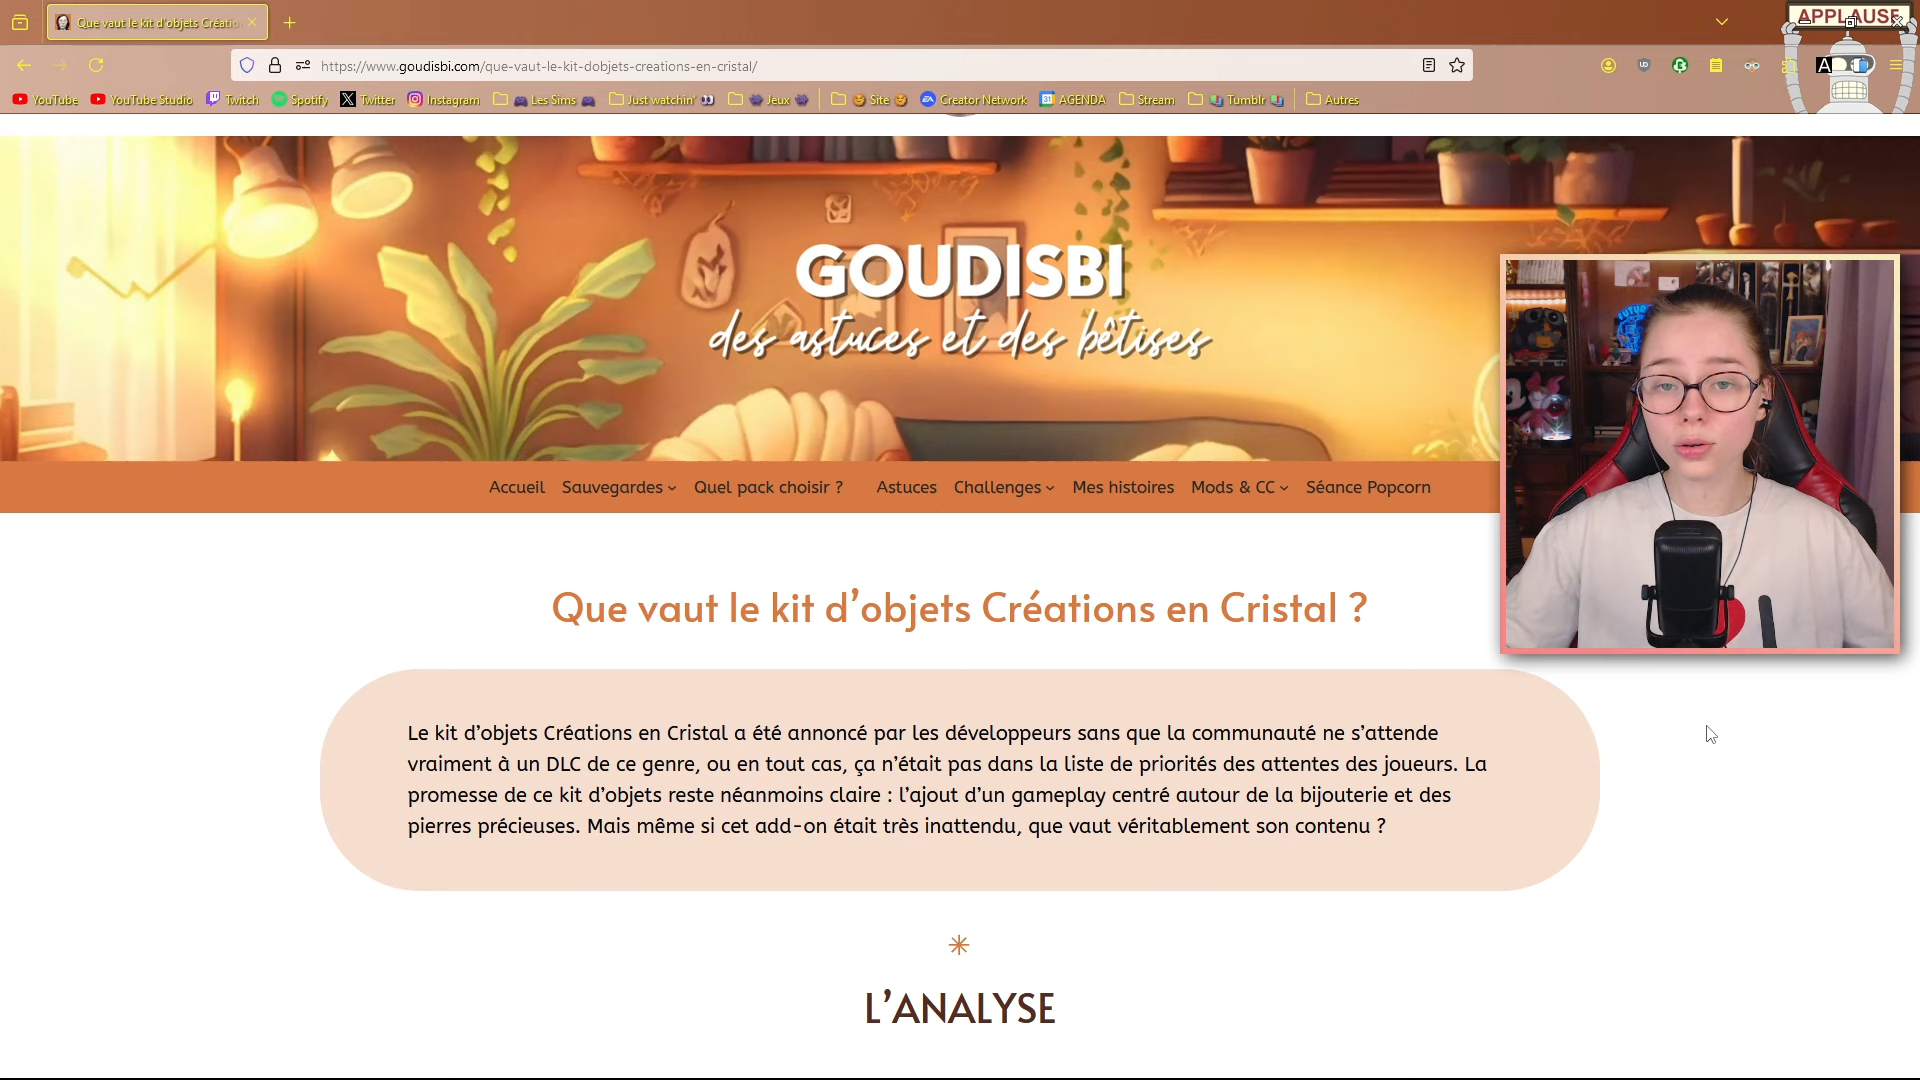 Que vaut le kit d'objets Créatio
APPLAUSE
https://www.goudisbi.com/que-vaut-le-kit-dobjets-creations-en-cristal/
YouTube YouTube Studio Twitch Spotify Twitter Instagram Les Sims Just watchin' Jeux Site Creator Network AGENDA Stream Tumblr Autres
GOUDISBI
des astuces et des bêtises
Accueil Sauvegardes Quel pack choisir ? Astuces Challenges Mes histoires Mods & CC Séance Popcorn
Que vaut le kit d’objets Créations en Cristal ?
Le kit d’objets Créations en Cristal a été annoncé par les développeurs sans que la communauté ne s’attende
vraiment à un DLC de ce genre, ou en tout cas, ça n’était pas dans la liste de priorités des attentes des joueurs. La
promesse de ce kit d’objets reste néanmoins claire : l’ajout d’un gameplay centré autour de la bijouterie et des
pierres précieuses. Mais même si cet add-on était très inattendu, que vaut véritablement son contenu ?
L’ANALYSE